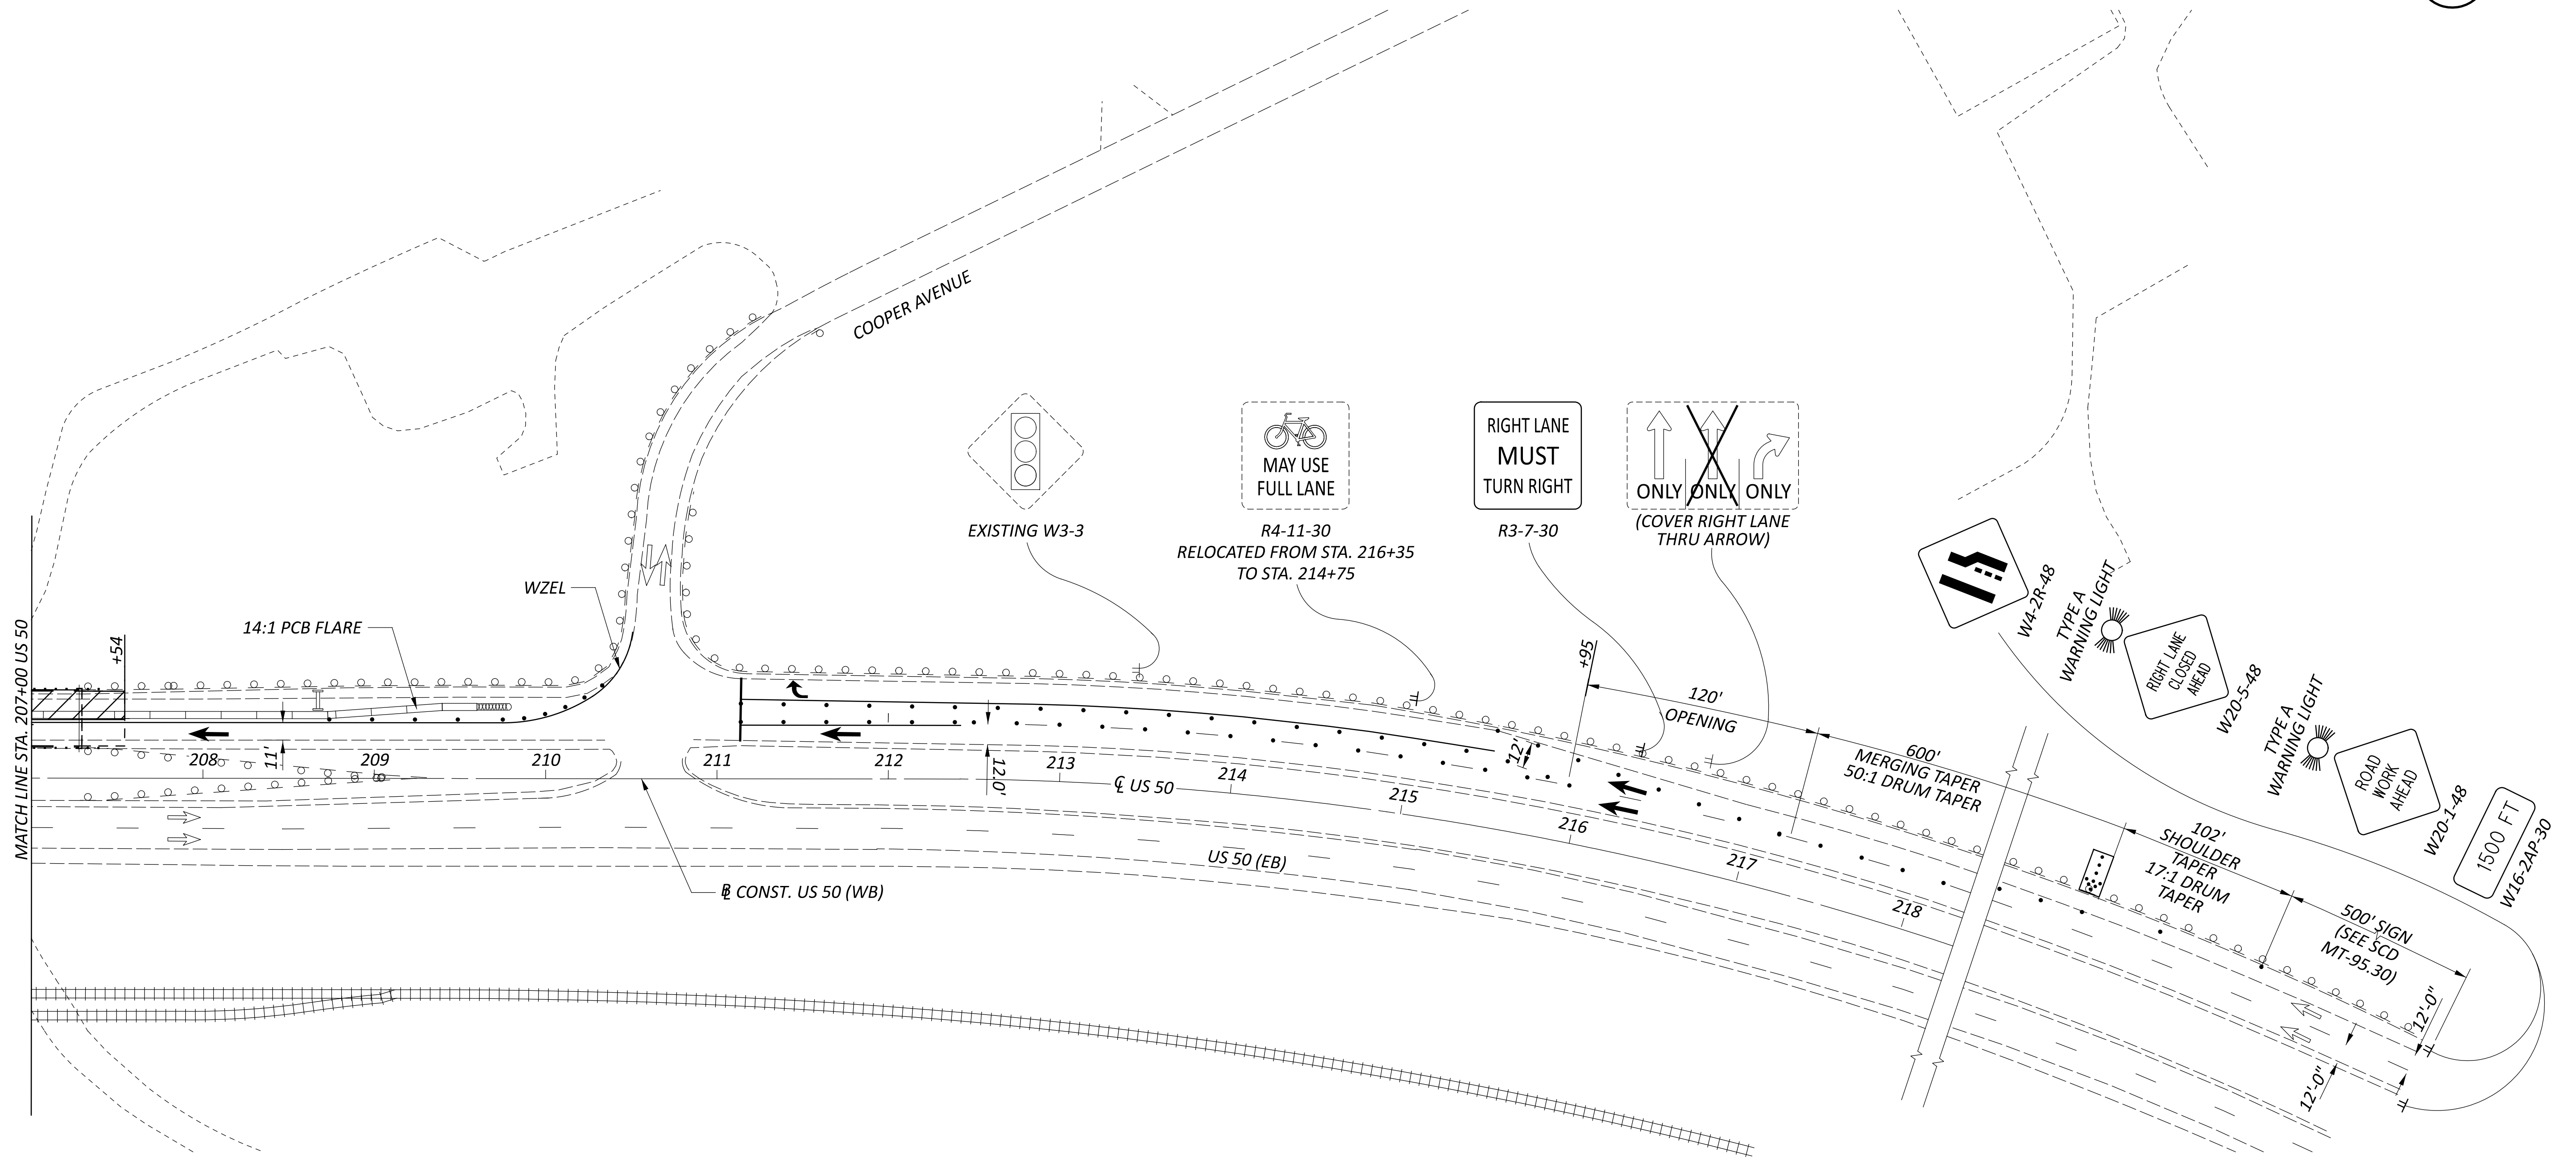 COOPER AVENUE
EXISTING W3-3
MAY USE
FULL LANE
R4-11-30
RELOCATED FROM STA. 216+35
TO STA. 214+75
RIGHT LANE
MUST
TURN RIGHT
R3-7-30
ONLY ONLY ONLY
(COVER RIGHT LANE
THRU ARROW)
W4-2R-48
TYPE A
WARNING LIGHT
RIGHT LANE
CLOSED
AHEAD
W20-5-48
TYPE A
WARNING LIGHT
ROAD
WORK
AHEAD
W20-1-48
1500 FT
W16-2AP-30
WZEL
14:1 PCB FLARE
+54
MATCH LINE STA. 207+00 US 50
+95
120'
OPENING
600'
MERGING TAPER
50:1 DRUM TAPER
102'
SHOULDER
TAPER
17:1 DRUM
TAPER
500' SIGN
(SEE SCD
MT-95.30)
12'-0"
12'-0"
11'
12.0'
12'
208
209
210
211
212
213
214
215
216
217
218
℄ US 50
US 50 (EB)
BL CONST. US 50 (WB)